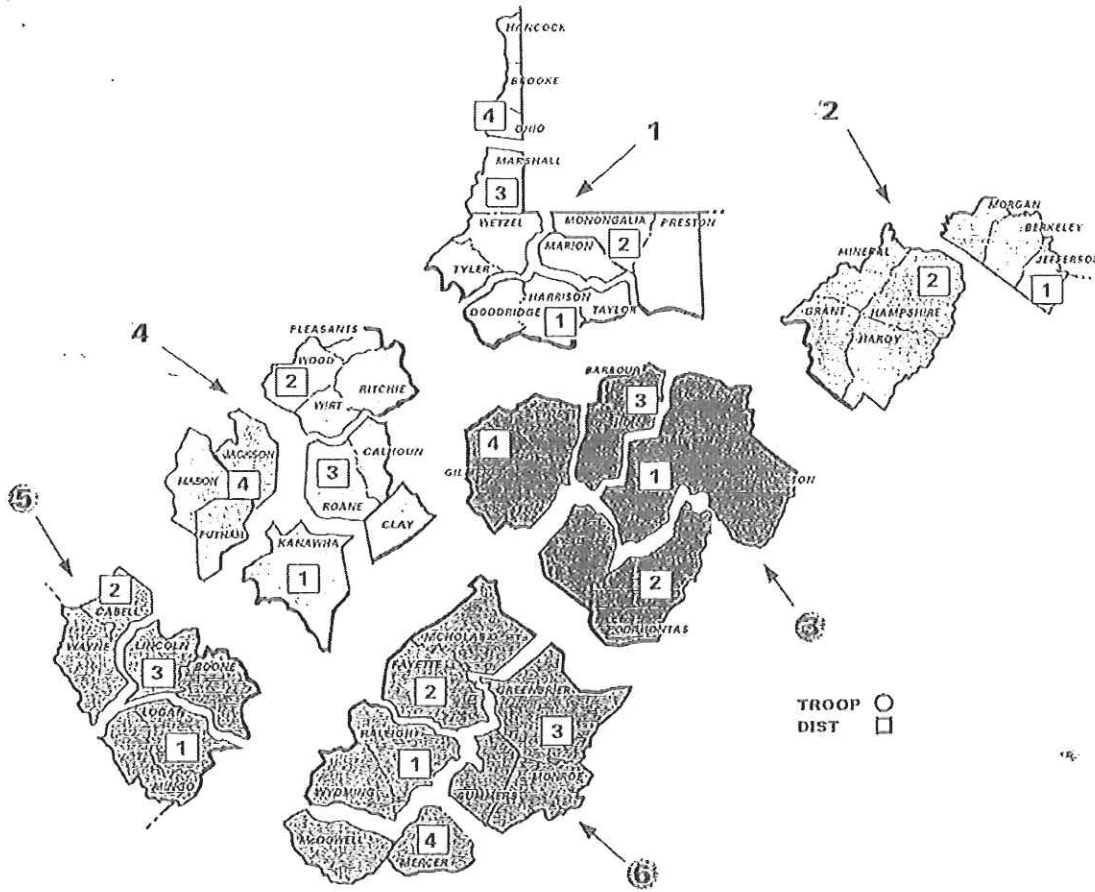 HANCOCK
BROOKE
4
OHIO
1
2
MARSHALL
3
WETZEL
MONONGALIA
PRESTON
MARION
2
TYLER
HARRISON
DODDRIDGE
1
TAYLOR
MORGAN
BERKELEY
JEFFERSON
1
MINERAL
2
GRANT
HAMPSHIRE
HARDY
4
PLEASANTS
WOOD
2
RITCHIE
WIRT
CALHOUN
JACKSON
3
MASON
4
ROANE
PUTNAM
CLAY
KANAWHA
1
BARBOUR
3
4
GIL
1
TON
2
POCAHONTAS
3
5
2
CABELL
WAYNE
LINCOLN
3
BOONE
LOGAN
1
MINGO
NICHOLAS
FAYETTE
2
GREENBRIER
3
RALEIGH
1
WYOMING
MONROE
SUMMERS
McDOWELL
4
MERCER
6
TROOP
DIST